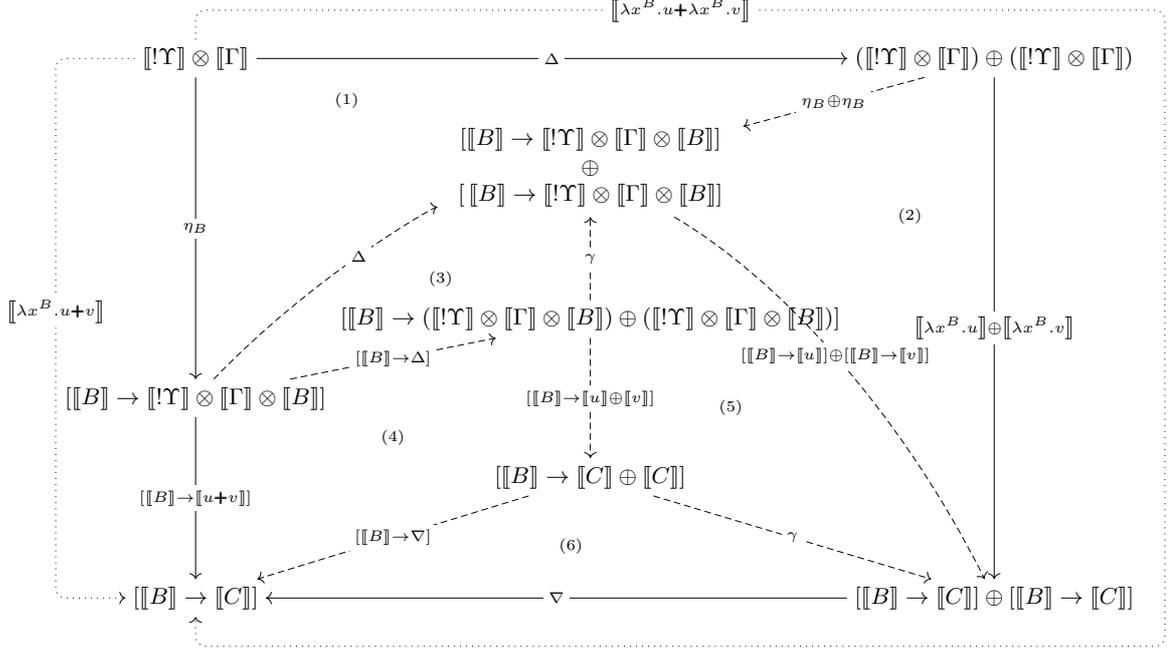 ⟦λx^B.u+λx^B.v⟧
⟦!ϒ⟧ ⊗ ⟦Γ⟧
Δ
(⟦!ϒ⟧ ⊗ ⟦Γ⟧) ⊕ (⟦!ϒ⟧ ⊗ ⟦Γ⟧)
(1)
η_B⊕η_B
[⟦B⟧ → ⟦!ϒ⟧ ⊗ ⟦Γ⟧ ⊗ ⟦B⟧]
⊕
[⟦B⟧ → ⟦!ϒ⟧ ⊗ ⟦Γ⟧ ⊗ ⟦B⟧]
(2)
η_B
Δ
γ
(3)
⟦λx^B.u+v⟧
[⟦B⟧ → (⟦!ϒ⟧ ⊗ ⟦Γ⟧ ⊗ ⟦B⟧) ⊕ (⟦!ϒ⟧ ⊗ ⟦Γ⟧ ⊗ ⟦B⟧)]
⟦λx^B.u⟧⊕⟦λx^B.v⟧
[⟦B⟧→Δ]
[⟦B⟧→⟦u⟧]⊕[⟦B⟧→⟦v⟧]
[⟦B⟧ → ⟦!ϒ⟧ ⊗ ⟦Γ⟧ ⊗ ⟦B⟧]
[⟦B⟧→⟦u⟧⊕⟦v⟧]
(5)
(4)
[⟦B⟧ → ⟦C⟧ ⊕ ⟦C⟧]
[⟦B⟧→⟦u+v⟧]
[⟦B⟧→∇]
γ
(6)
[⟦B⟧ → ⟦C⟧]
∇
[⟦B⟧ → ⟦C⟧] ⊕ [⟦B⟧ → ⟦C⟧]